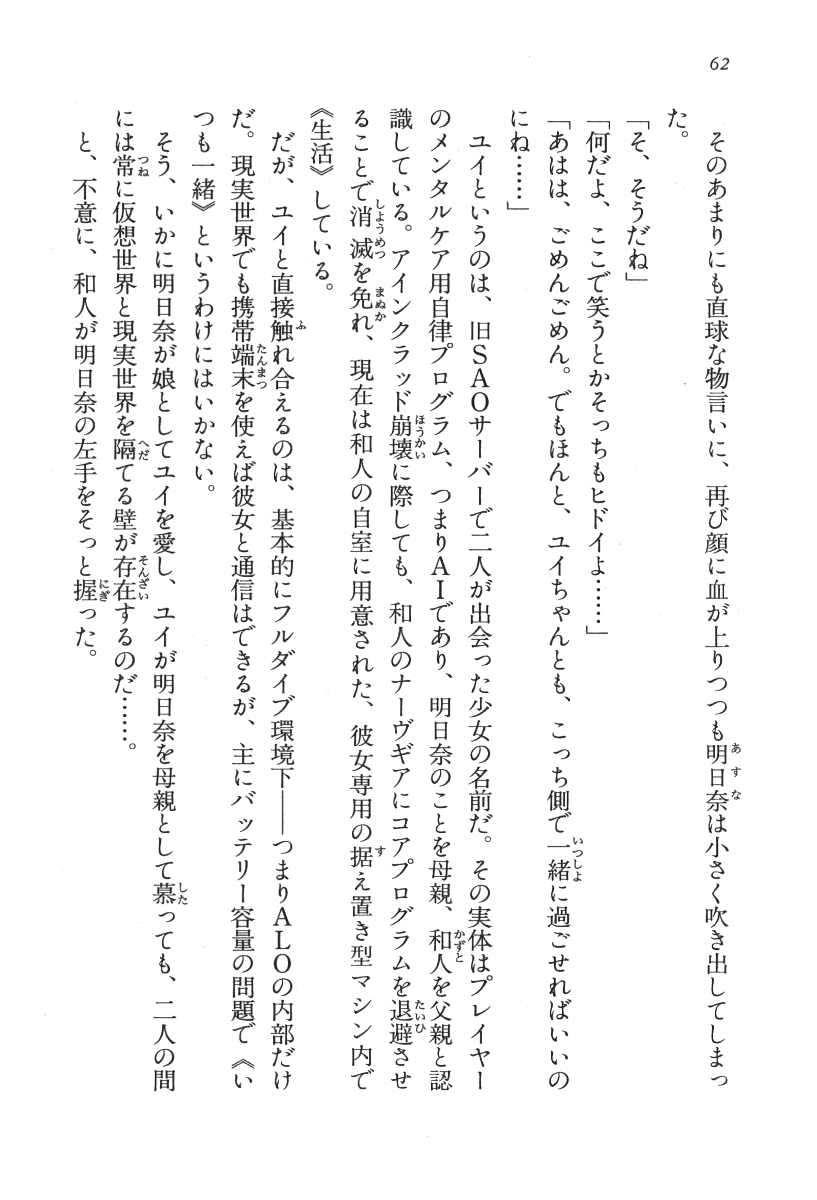 62
そのあまりにも直球な物言いに、再び顔に血が上りつつも明日奈は小さく吹き出してしまっ
た。
「そ、そうだね」
「何だよ、ここで笑うとかそっちもヒドイよ……」
「あはは、ごめんごめん。でもほんと、ユイちゃんとも、こっち側で一緒に過ごせればいいの
にね……」
ユイというのは、旧SAOサーバーで二人が出会った少女の名前だ。その実体はプレイヤー
のメンタルケア用自律プログラム、つまりAIであり、明日奈のことを母親、和人を父親と認
識している。アインクラッド崩壊に際しても、和人のナーヴギアにコアプログラムを退避させ
ることで消滅を免れ、現在は和人の自室に用意された、彼女専用の据え置き型マシン内で
《生活》している。
だが、ユイと直接触れ合えるのは、基本的にフルダイブ環境下――つまりALOの内部だけ
だ。現実世界でも携帯端末を使えば彼女と通信はできるが、主にバッテリー容量の問題で《い
つも一緒》というわけにはいかない。
そう、いかに明日奈が娘としてユイを愛し、ユイが明日奈を母親として慕っても、二人の間
には常に仮想世界と現実世界を隔てる壁が存在するのだ……。
と、不意に、和人が明日奈の左手をそっと握った。